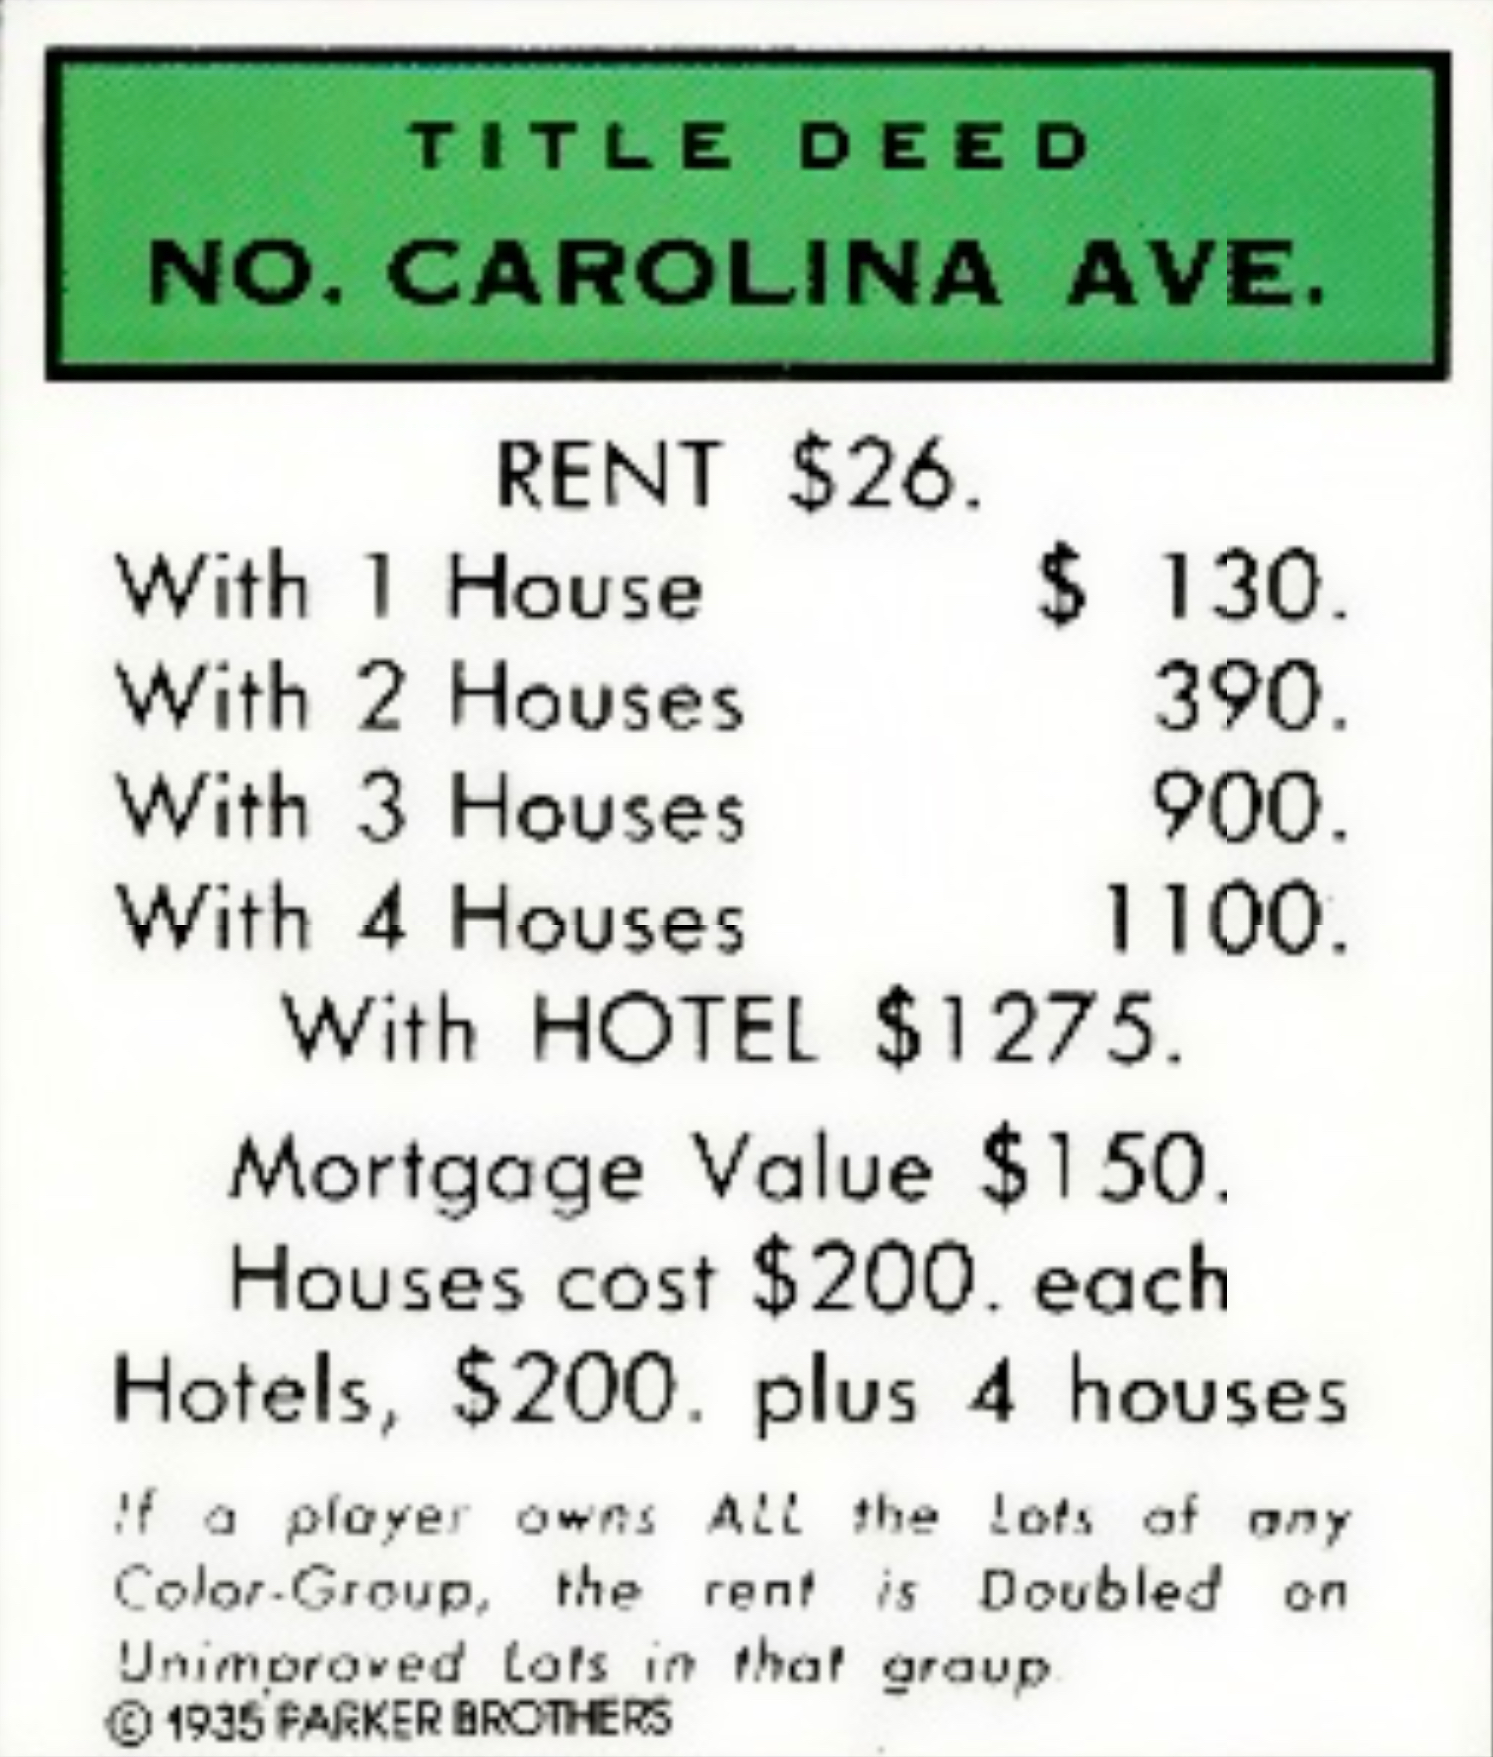 TITLE DEED
NO. CAROLINA AVE.
RENT $26.
With 1 House $ 130.
With 2 Houses 390.
With 3 Houses 900.
With 4 Houses 1100.
With HOTEL $1275.
Mortgage Value $150.
Houses cost $200. each
Hotels, $200. plus 4 houses
If a player owns ALL the Lots of any
Color-Group, the rent is Doubled on
Unimproved Lots in that group.
© 1935 PARKER BROTHERS